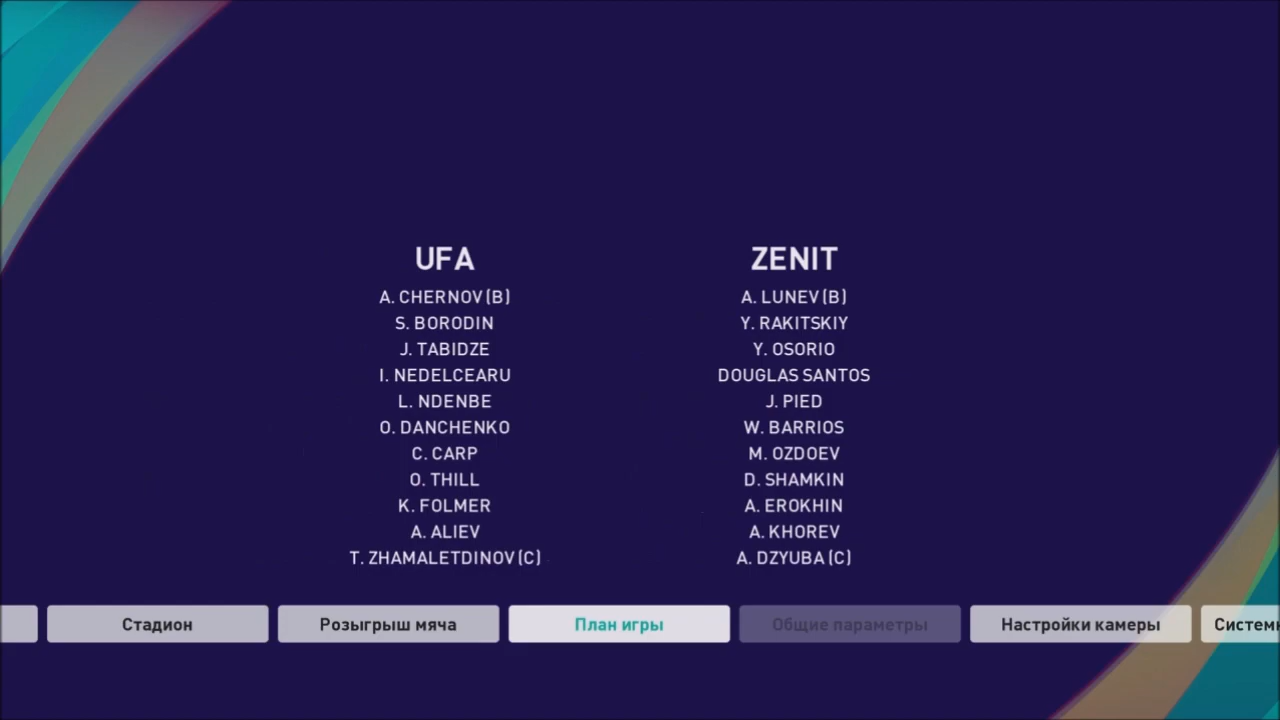 UFA
A. CHERNOV (B)
S. BORODIN
J. TABIDZE
I. NEDELCEARU
L. NDENBE
O. DANCHENKO
C. CARP
O. THILL
K. FOLMER
A. ALIEV
T. ZHAMALETDINOV (C)
ZENIT
A. LUNEV (B)
Y. RAKITSKIY
Y. OSORIO
DOUGLAS SANTOS
J. PIED
W. BARRIOS
M. OZDOEV
D. SHAMKIN
A. EROKHIN
A. KHOREV
A. DZYUBA (C)
Стадион
Розыгрыш мяча
План игры
Общие параметры
Настройки камеры